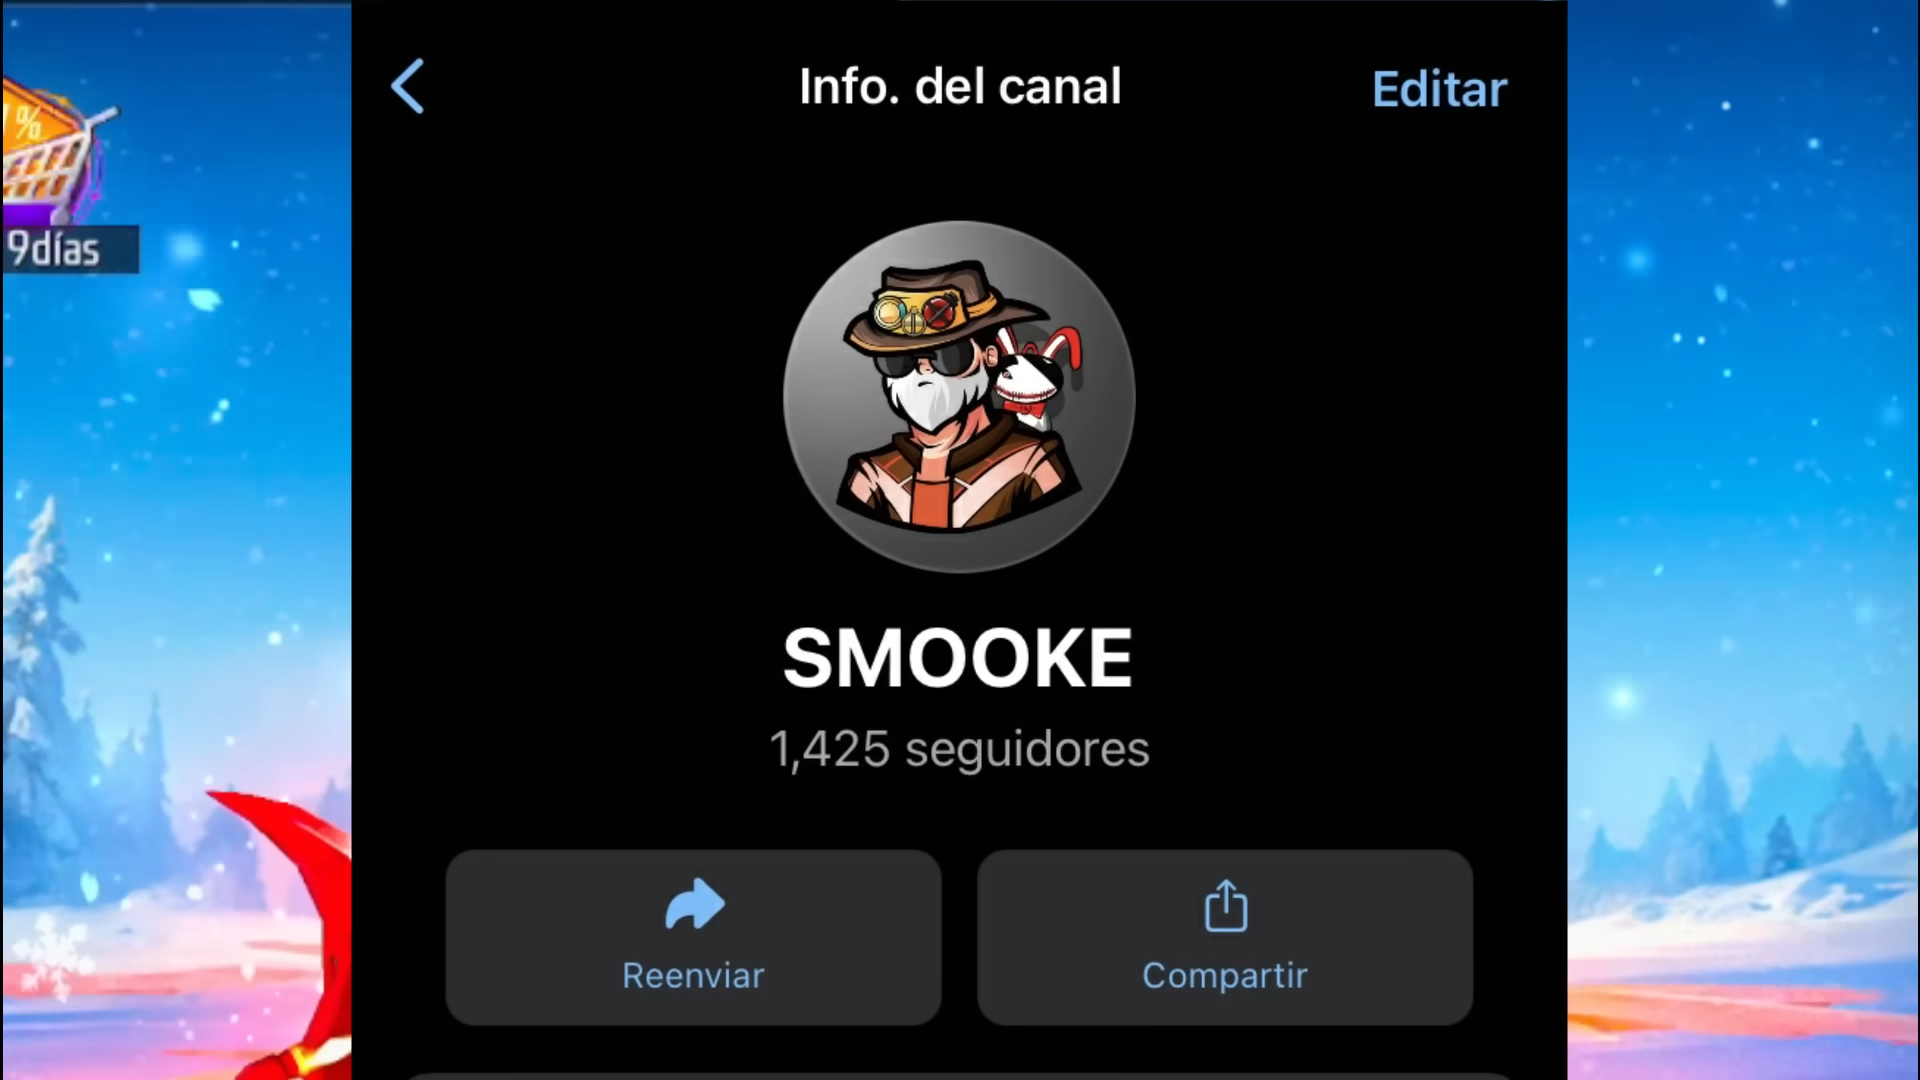 Info. del canal
Editar
%
9días
SMOOKE
1,425 seguidores
Reenviar
Compartir